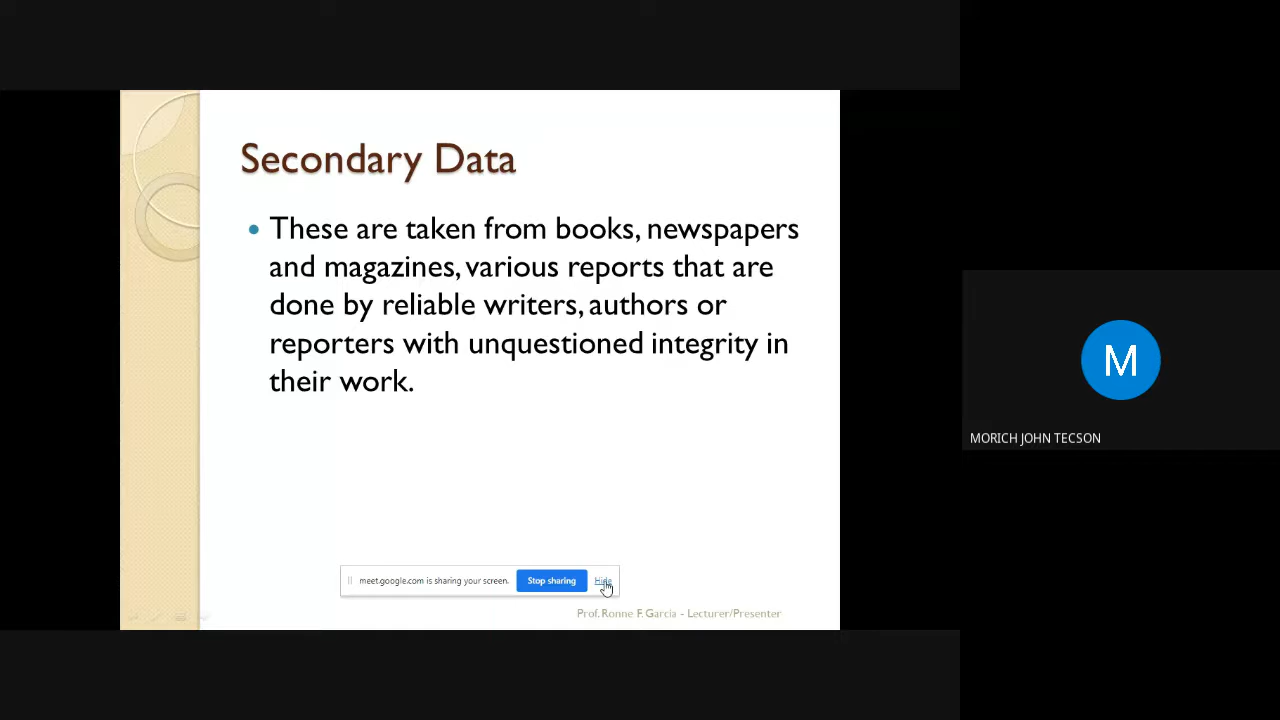 Secondary Data
• These are taken from books, newspapers
and magazines, various reports that are
done by reliable writers, authors or
reporters with unquestioned integrity in
their work.
meet.google.com is sharing your screen.
Stop sharing
Hide
Prof. Ronne F. Garcia - Lecturer/Presenter
M
MORICH JOHN TECSON